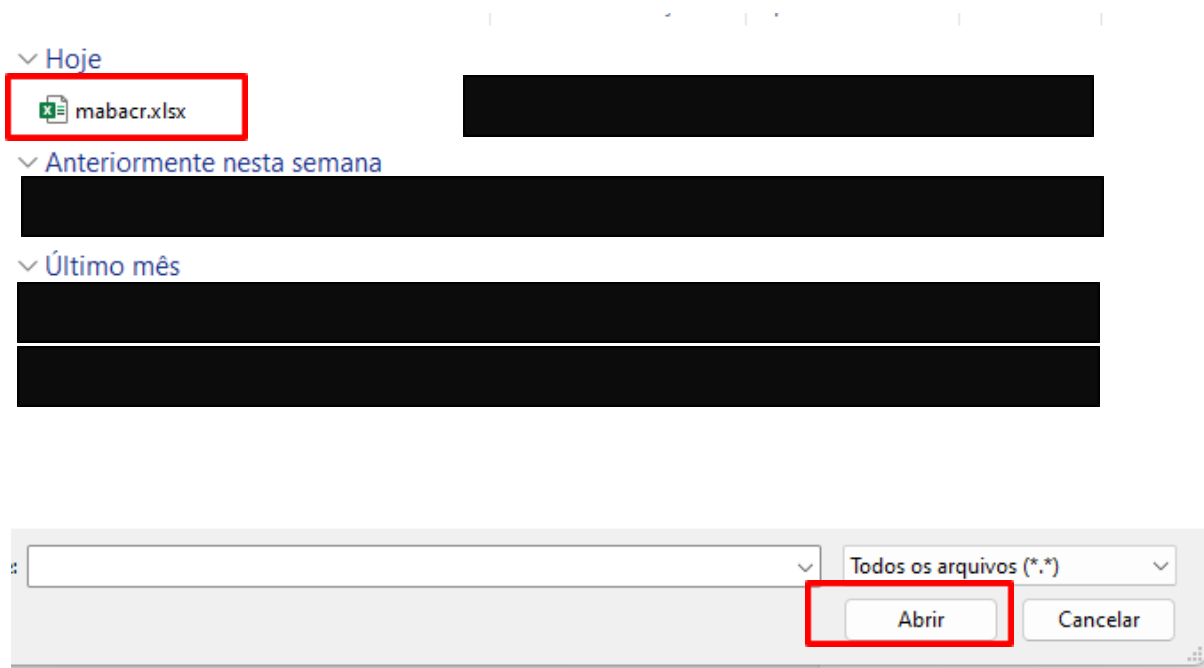 Hoje
mabacr.xlsx
Anteriormente nesta semana
Último mês
Todos os arquivos (*.*)
Abrir
Cancelar